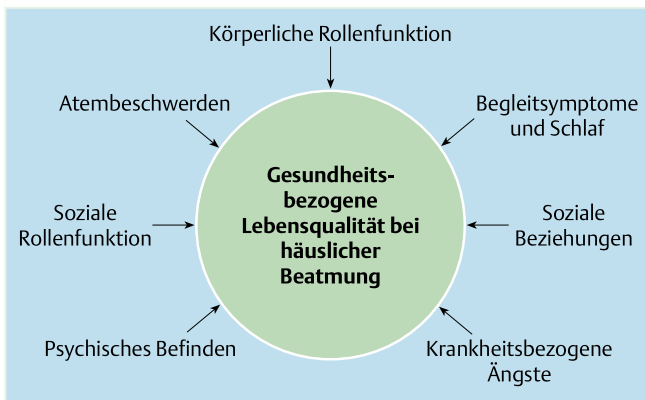 Körperliche Rollenfunktion
Atembeschwerden
Begleitsymptome
und Schlaf
Gesundheits-
bezogene
Lebensqualität bei
häuslicher
Beatmung
Soziale
Rollenfunktion
Soziale
Beziehungen
Psychisches Befinden
Krankheitsbezogene
Ängste